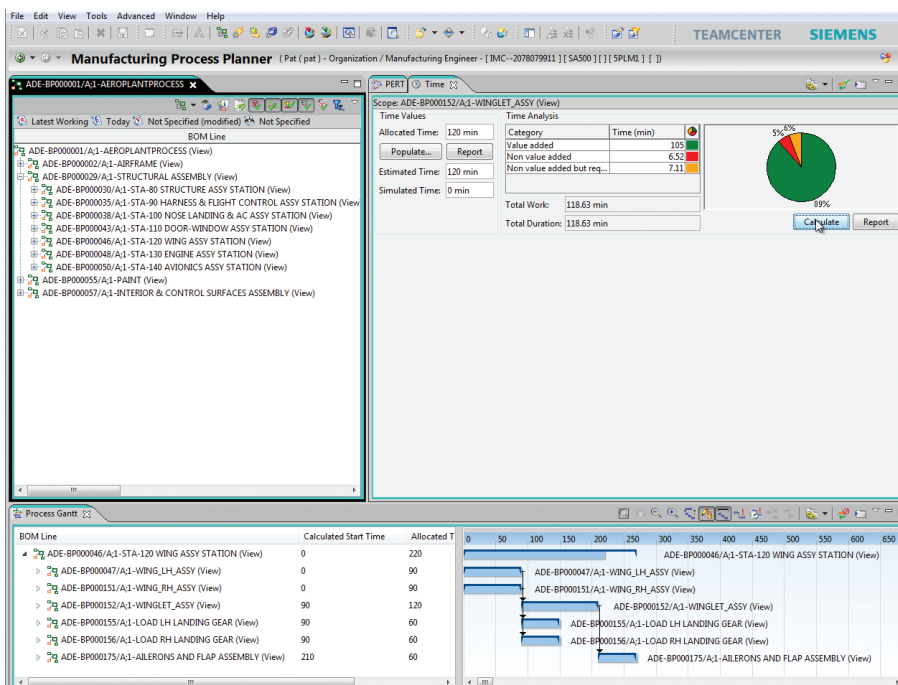 File Edit View Tools Advanced Window Help
TEAMCENTER SIEMENS
Manufacturing Process Planner ( Pat ( pat ) - Organization / Manufacturing Engineer - [ IMC--2078079911 ] [ SA500 ] [ ] [ SPLM1 ] [ ])
ADE-BP000001/A;1-AEROPLANTPROCESS
Latest Working Today Not Specified (modified) Not Specified
BOM Line
ADE-BP000001/A;1-AEROPLANTPROCESS (View)
ADE-BP000002/A;1-AIRFRAME (View)
ADE-BP000029/A;1-STRUCTURAL ASSEMBLY (View)
ADE-BP000030/A;1-STA-80 STRUCTURE ASSY STATION (View)
ADE-BP000035/A;1-STA-90 HARNESS & FLIGHT CONTROL ASSY STATION (View
ADE-BP000038/A;1-STA-100 NOSE LANDING & AC ASSY STATION (View)
ADE-BP000043/A;1-STA-110 DOOR-WINDOW ASSY STATION (View)
ADE-BP000046/A;1-STA-120 WING ASSY STATION (View)
ADE-BP000048/A;1-STA-130 ENGINE ASSY STATION (View)
ADE-BP000050/A;1-STA-140 AVIONICS ASSY STATION (View)
ADE-BP000055/A;1-PAINT (View)
ADE-BP000057/A;1-INTERIOR & CONTROL SURFACES ASSEMBLY (View)
PERT Time
Scope: ADE-BP000152/A;1-WINGLET_ASSY (View)
Time Values
Allocated Time: 120 min
Populate... Report
Estimated Time: 120 min
Simulated Time: 0 min
Time Analysis
Category Time (min)
Value added 105
Non value added 6.52
Non value added but req... 7.11
Total Work: 118.63 min
Total Duration: 118.63 min
5% 6%
89%
Calculate Report
Process Gantt
BOM Line Calculated Start Time Allocated T 0 50 100 150 200 250 300 350 400 450 500 550 600 650
ADE-BP000046/A;1-STA-120 WING ASSY STATION (View) 0 220 ADE-BP000046/A;1-STA-120 WING ASSY STATION (View)
ADE-BP000047/A;1-WING_LH_ASSY (View) 0 90 ADE-BP000047/A;1-WING_LH_ASSY (View)
ADE-BP000151/A;1-WING_RH_ASSY (View) 0 90 ADE-BP000151/A;1-WING_RH_ASSY (View)
ADE-BP000152/A;1-WINGLET_ASSY (View) 90 120 ADE-BP000152/A;1-WINGLET_ASSY (View)
ADE-BP000155/A;1-LOAD LH LANDING GEAR (View) 90 60 ADE-BP000155/A;1-LOAD LH LANDING GEAR (View)
ADE-BP000156/A;1-LOAD RH LANDING GEAR (View) 90 60 ADE-BP000156/A;1-LOAD RH LANDING GEAR (View)
ADE-BP000175/A;1-AILERONS AND FLAP ASSEMBLY (View) 210 60 ADE-BP000175/A;1-AILERONS AND FLAP ASSEMBLY (View)